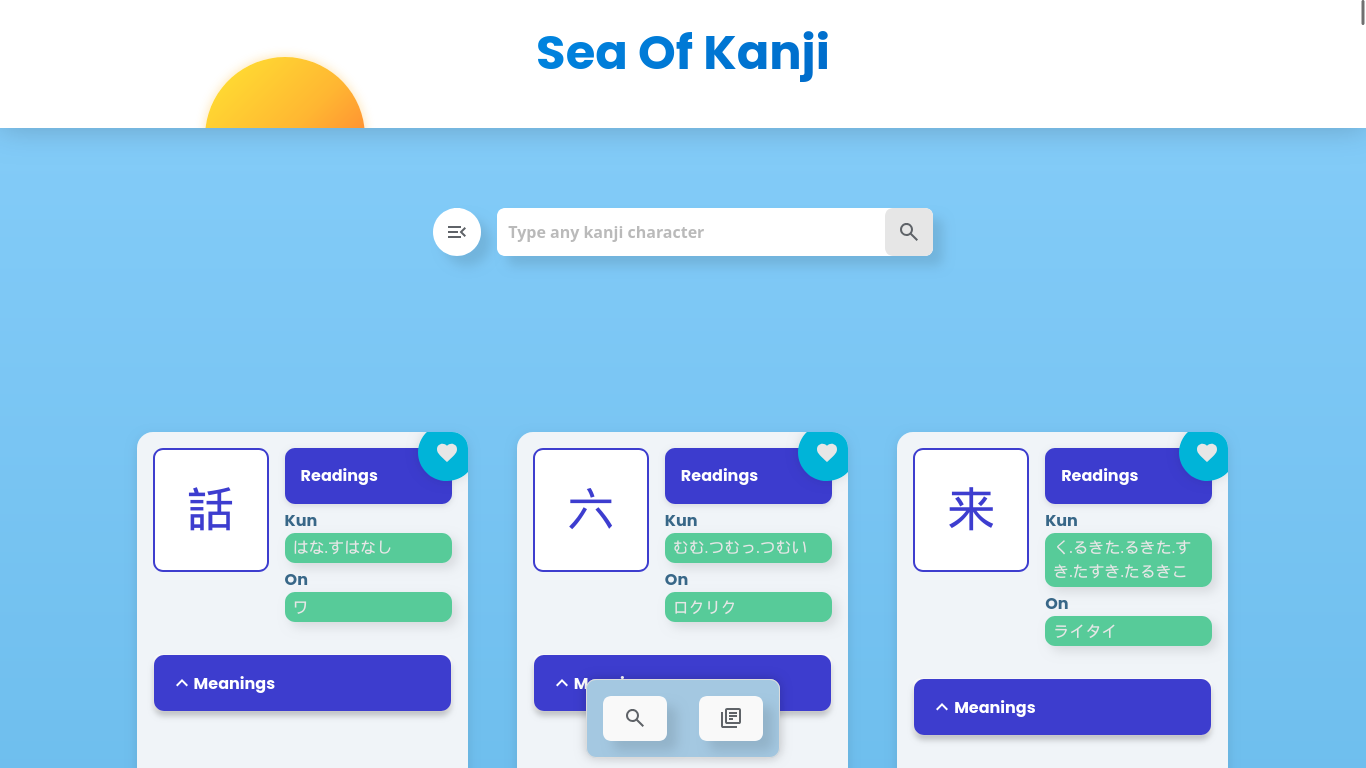 Sea Of Kanji
Type any kanji character
話
Readings
Kun
はな.すはなし
On
ワ
Meanings
六
Readings
Kun
むむ.つむっ.つむい
On
ロクリク
来
Readings
Kun
く.るきた.るきた.す
き.たすき.たるきこ
On
ライタイ
Meanings